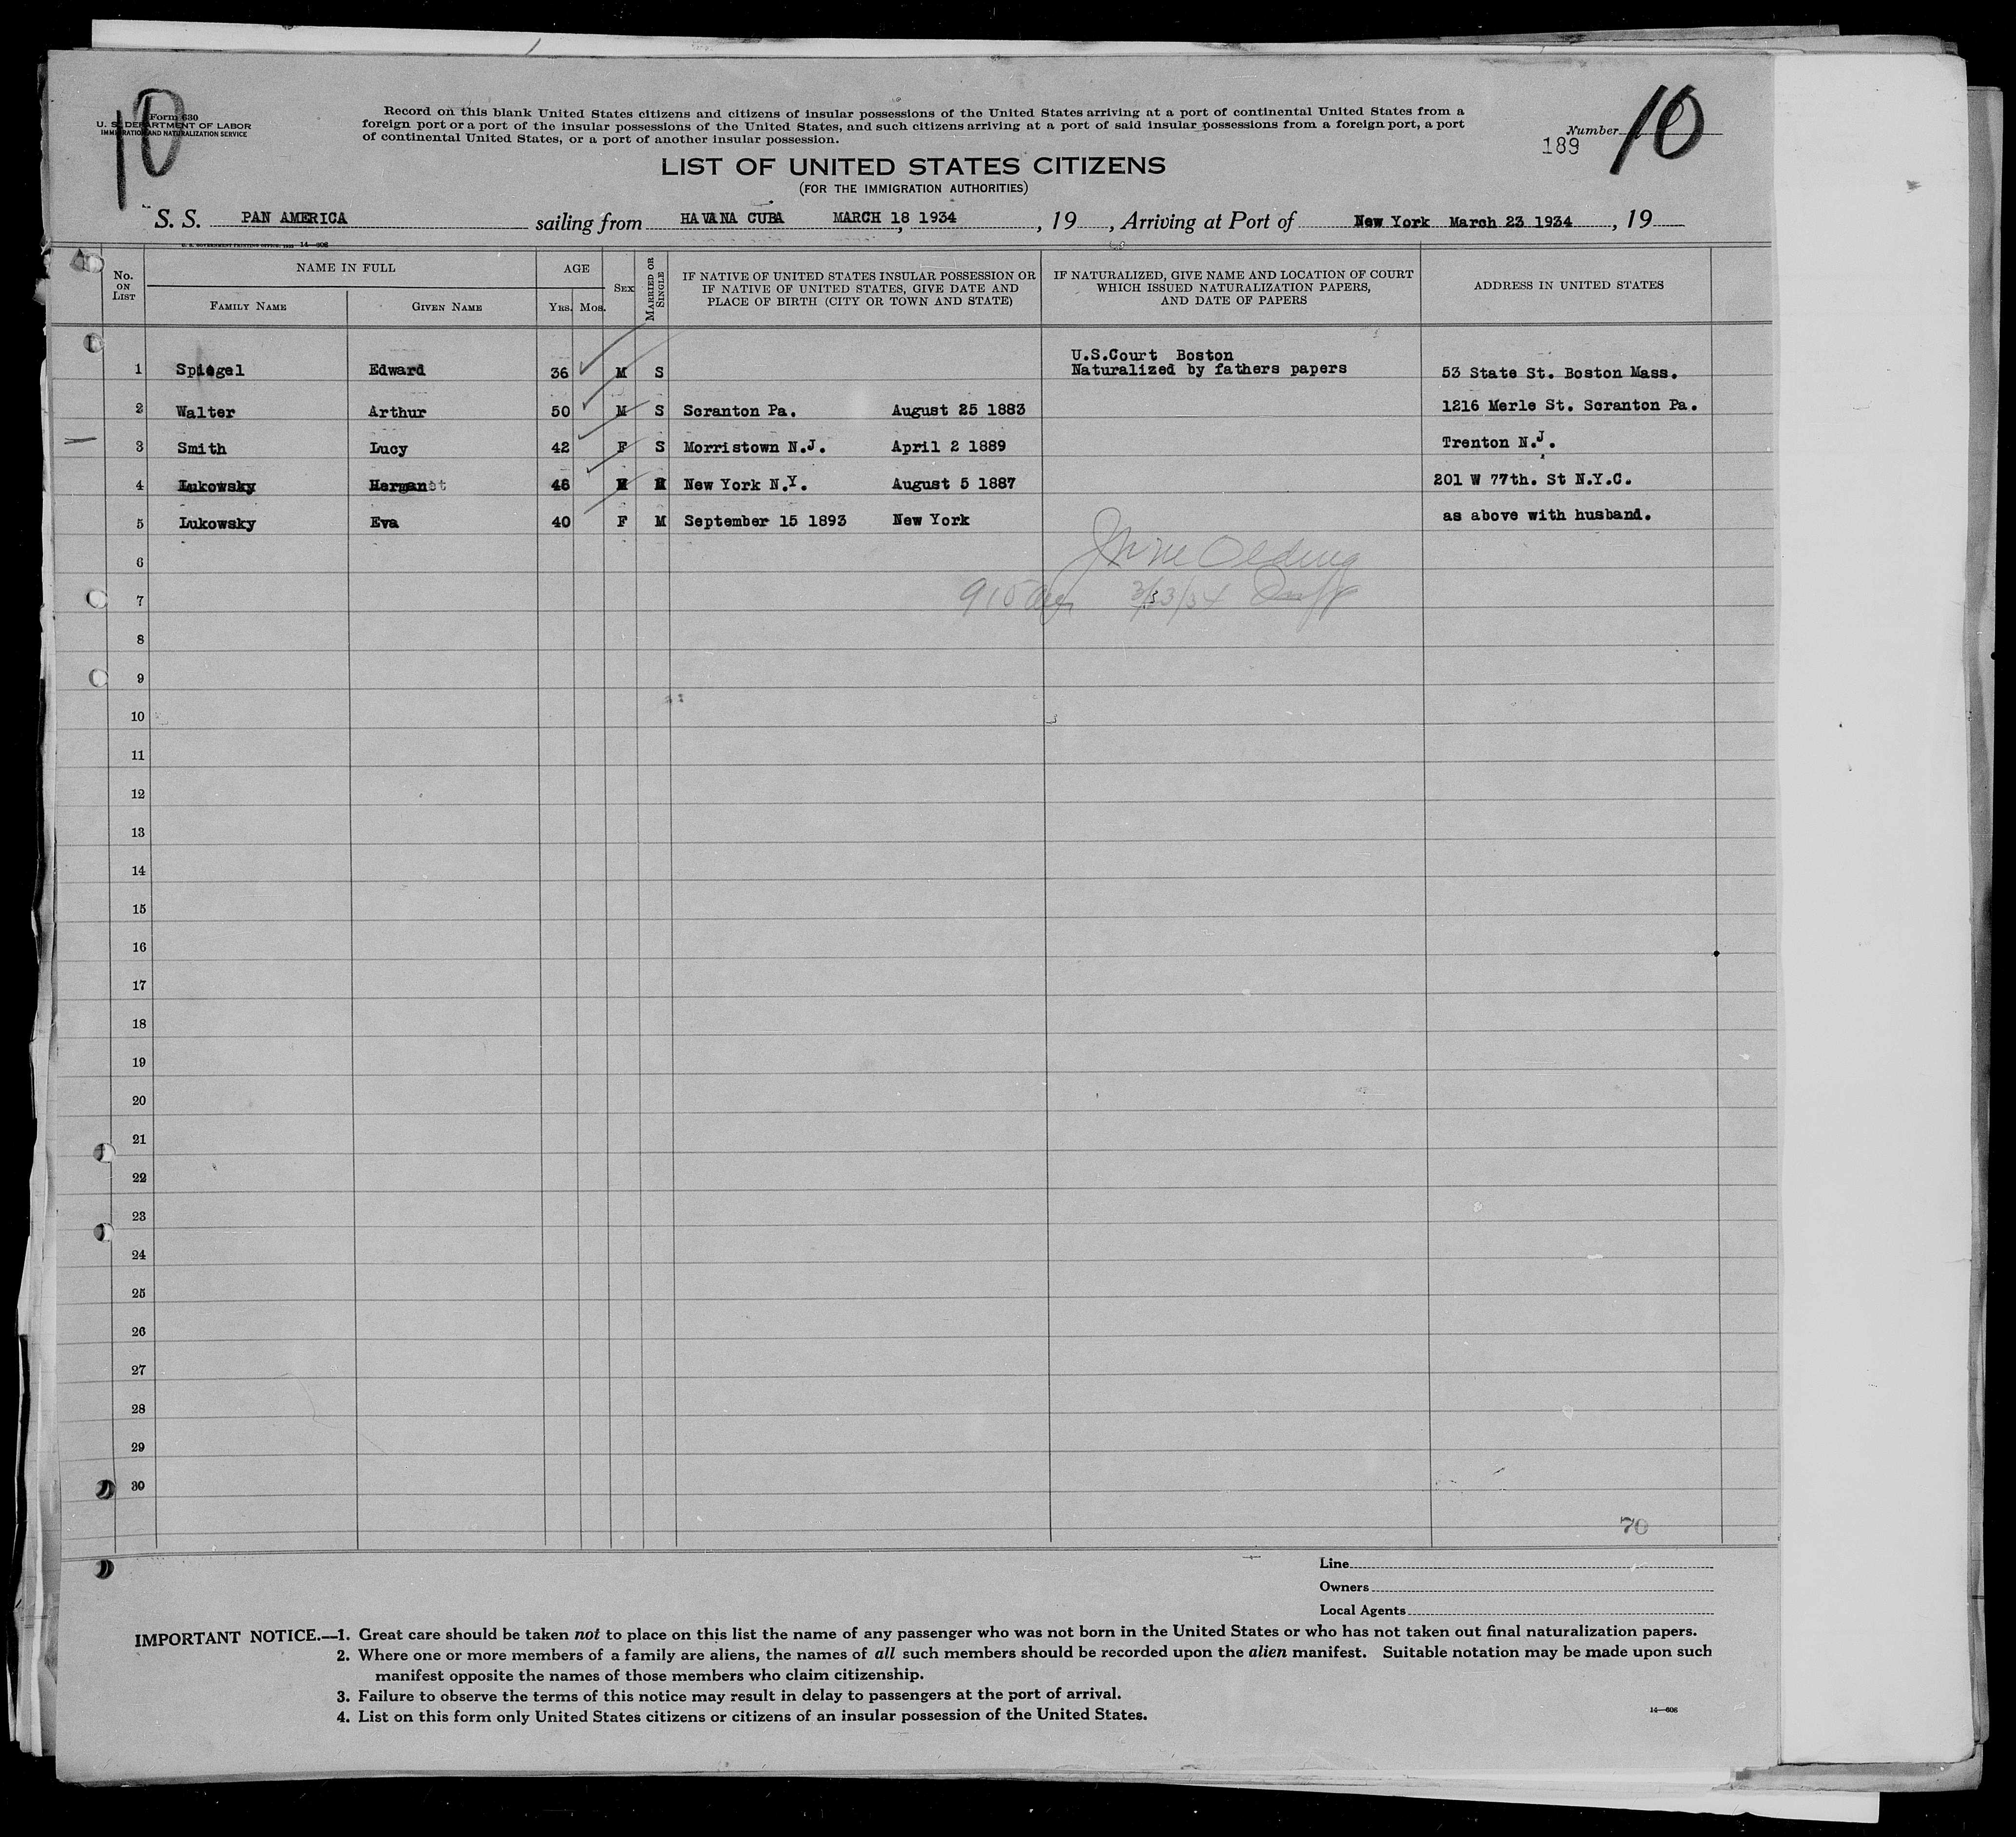 10
Form 630
U. S. DEPARTMENT OF LABOR
IMMIGRATION AND NATURALIZATION SERVICE
Record on this blank United States citizens and citizens of insular possessions of the United States arriving at a port of continental United States from a
foreign port or a port of the insular possessions of the United States, and such citizens arriving at a port of said insular possessions from a foreign port, a port
of continental United States, or a port of another insular possession.
Number 10
189
LIST OF UNITED STATES CITIZENS
(FOR THE IMMIGRATION AUTHORITIES)
S. S. PAN AMERICA sailing from HAVANA CUBA MARCH 18 1934, 19 , Arriving at Port of New York March 23 1934, 19
14—606
No. ON LIST
NAME IN FULL
FAMILY NAME GIVEN NAME
AGE
YRS. MOS.
SEX
MARRIED OR SINGLE
IF NATIVE OF UNITED STATES INSULAR POSSESSION OR
IF NATIVE OF UNITED STATES, GIVE DATE AND
PLACE OF BIRTH (CITY OR TOWN AND STATE)
IF NATURALIZED, GIVE NAME AND LOCATION OF COURT
WHICH ISSUED NATURALIZATION PAPERS,
AND DATE OF PAPERS
ADDRESS IN UNITED STATES
U.S.Court Boston
1 Spiegel Edward 36 M S Naturalized by fathers papers 53 State St. Boston Mass.
2 Walter Arthur 50 M S Scranton Pa. August 25 1883 1216 Merle St. Scranton Pa.
3 Smith Lucy 42 F S Morristown N.J. April 2 1889 Trenton N.J.
4 Lukowsky 46 M M New York N.Y. August 5 1887 201 W 77th. St N.Y.C.
5 Lukowsky Eva 40 F M September 15 1893 New York as above with husband.
6
7
8
9
10
11
12
13
14
15
16
17
18
19
20
21
22
23
24
25
26
27
28
29
30
70
Line
Owners
Local Agents
IMPORTANT NOTICE.—1. Great care should be taken not to place on this list the name of any passenger who was not born in the United States or who has not taken out final naturalization papers.
2. Where one or more members of a family are aliens, the names of all such members should be recorded upon the alien manifest. Suitable notation may be made upon such
manifest opposite the names of those members who claim citizenship.
3. Failure to observe the terms of this notice may result in delay to passengers at the port of arrival.
4. List on this form only United States citizens or citizens of an insular possession of the United States.
14—606